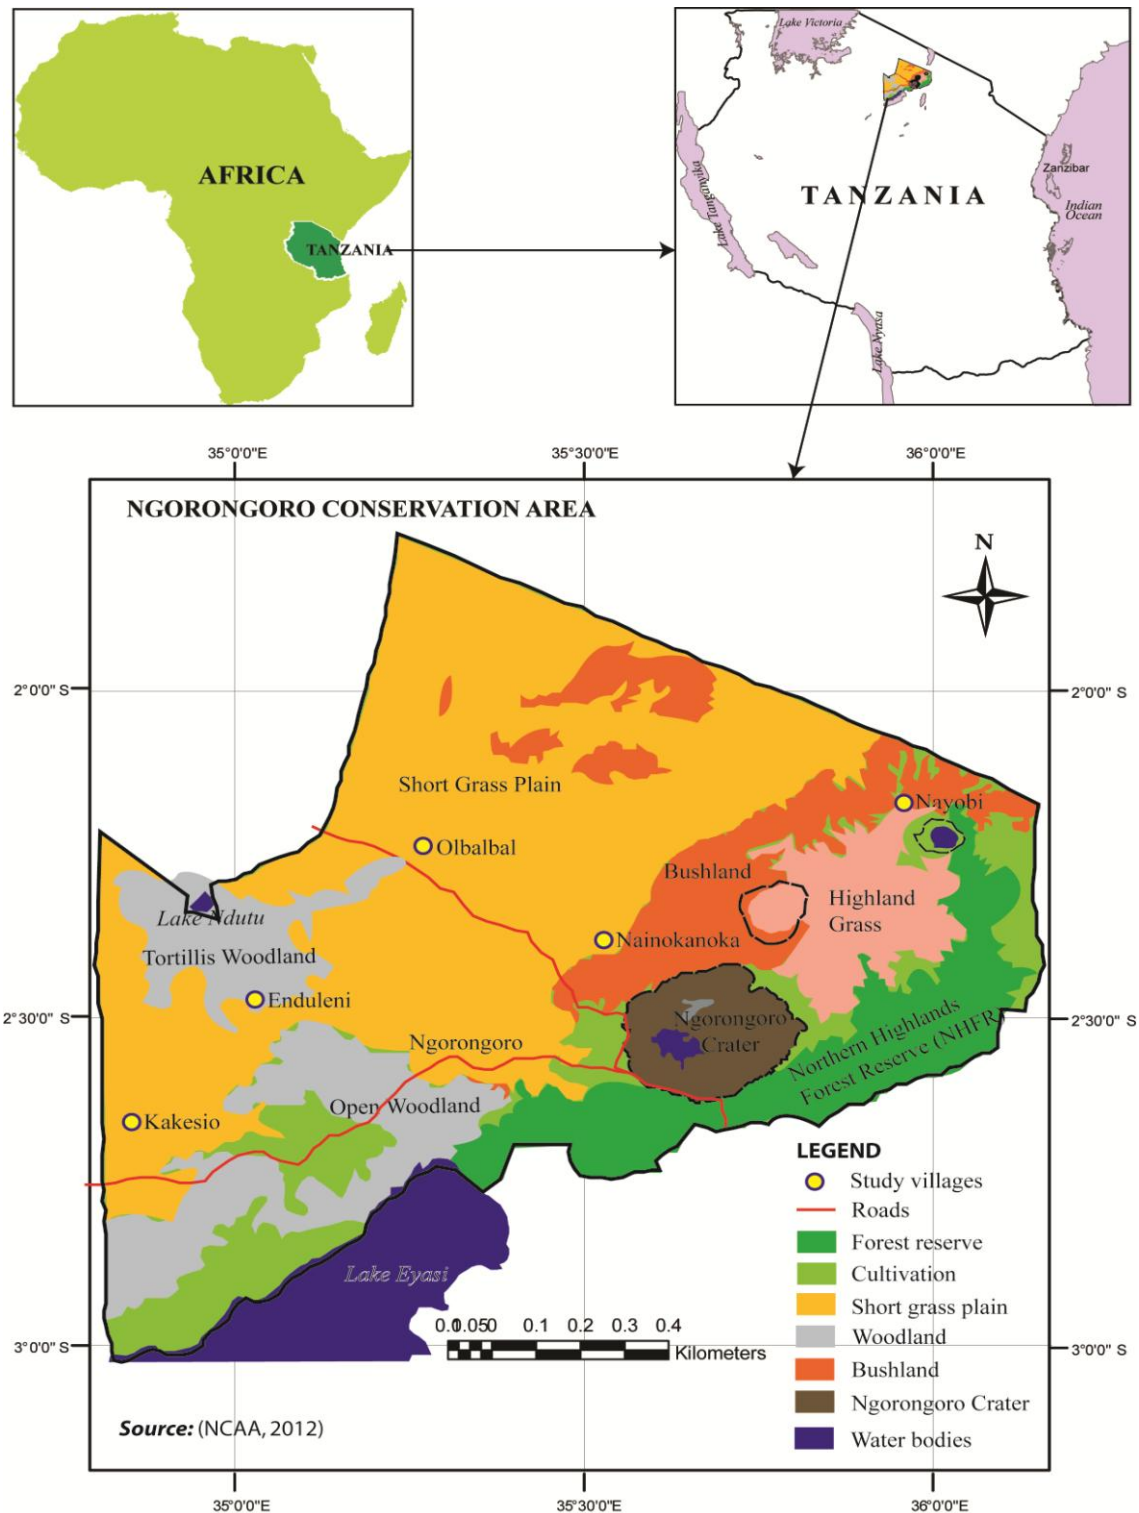 AFRICA
TANZANIA
Lake Victoria
Lake Tanganyika
TANZANIA
Zanzibar
Indian
Ocean
Lake Nyasa
35°0'0"E
35°30'0"E
36°0'0"E
NGORONGORO CONSERVATION AREA
N
2°0'0" S
2°0'0" S
Short Grass Plain
Nayobi
Olbalbal
Bushland
Highland
Grass
Lake Ndutu
Nainokanoka
Tortillis Woodland
Enduleni
2°30'0" S
2°30'0" S
Ngorongoro
Crater
Ngorongoro
Northern Highlands
Forest Reserve (NHFR)
Open Woodland
Kakesio
LEGEND
Study villages
Roads
Forest reserve
Cultivation
Short grass plain
Woodland
Bushland
Ngorongoro Crater
Water bodies
Lake Eyasi
0.1 0.2 0.3 0.4
Kilometers
3°0'0" S
3°0'0" S
Source: (NCAA, 2012)
35°0'0"E
35°30'0"E
36°0'0"E